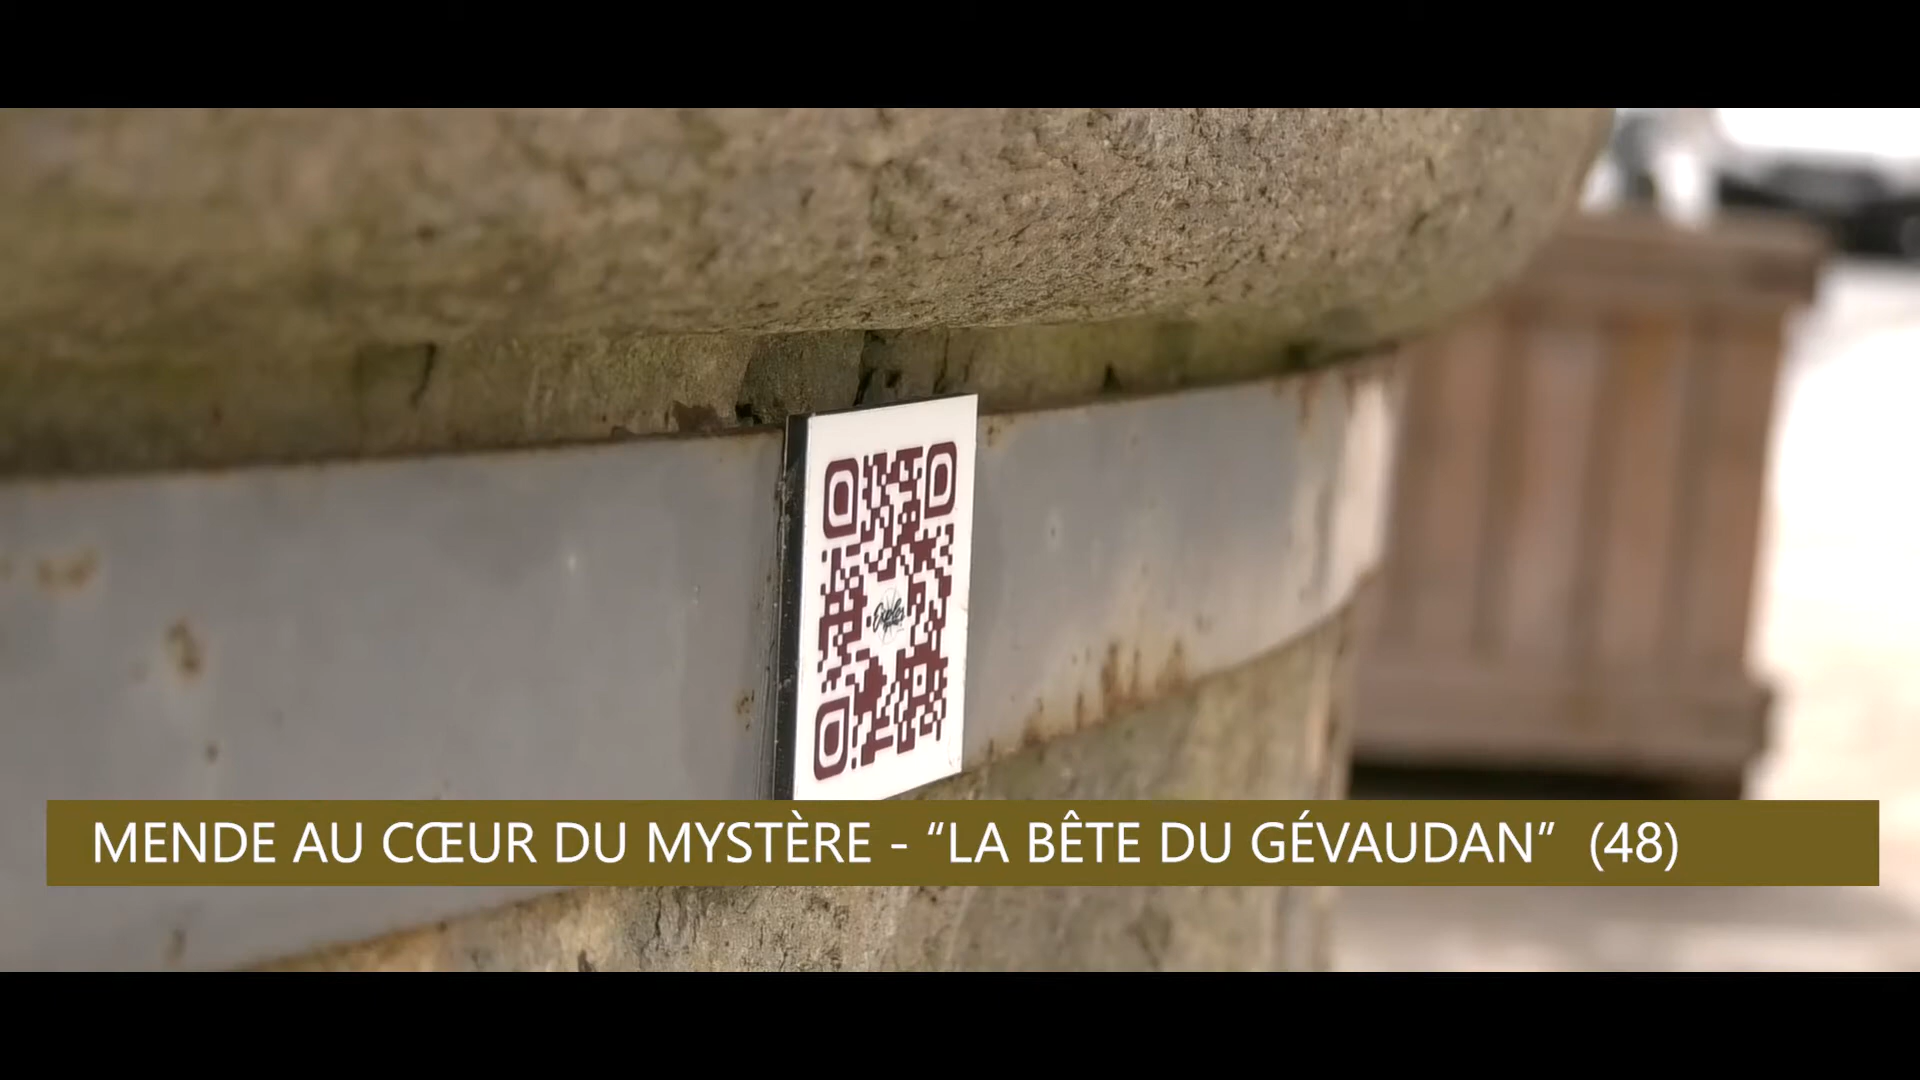 MENDE AU CŒUR DU MYSTÈRE - “LA BÊTE DU GÉVAUDAN” (48)